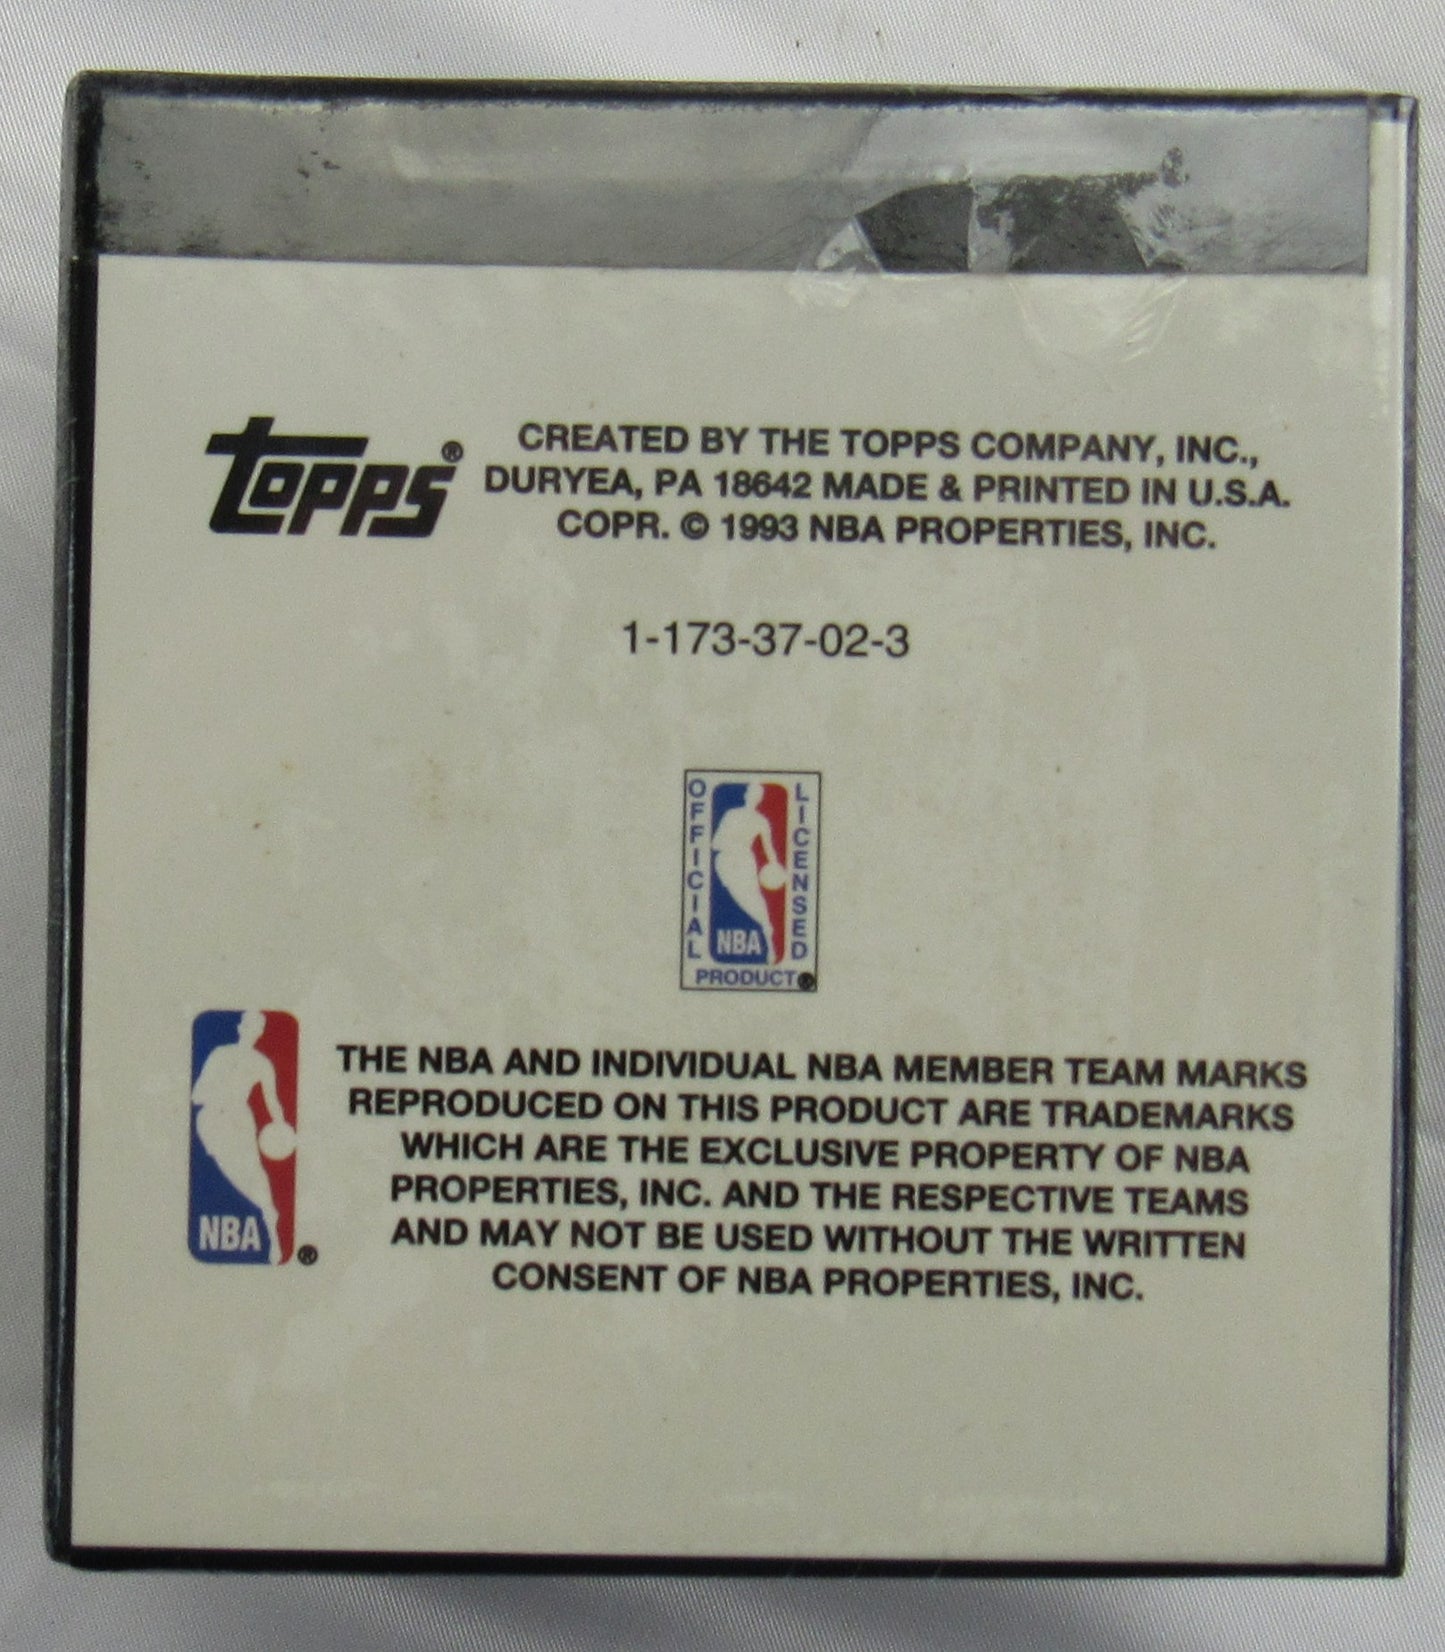 TOPPS®
CREATED BY THE TOPPS COMPANY, INC.,
DURYEA, PA 18642 MADE & PRINTED IN U.S.A.
COPR. © 1993 NBA PROPERTIES, INC.
1-173-37-02-3
OFFICIAL
LICENSED
NBA
PRODUCT®
NBA®
THE NBA AND INDIVIDUAL NBA MEMBER TEAM MARKS
REPRODUCED ON THIS PRODUCT ARE TRADEMARKS
WHICH ARE THE EXCLUSIVE PROPERTY OF NBA
PROPERTIES, INC. AND THE RESPECTIVE TEAMS
AND MAY NOT BE USED WITHOUT THE WRITTEN
CONSENT OF NBA PROPERTIES, INC.